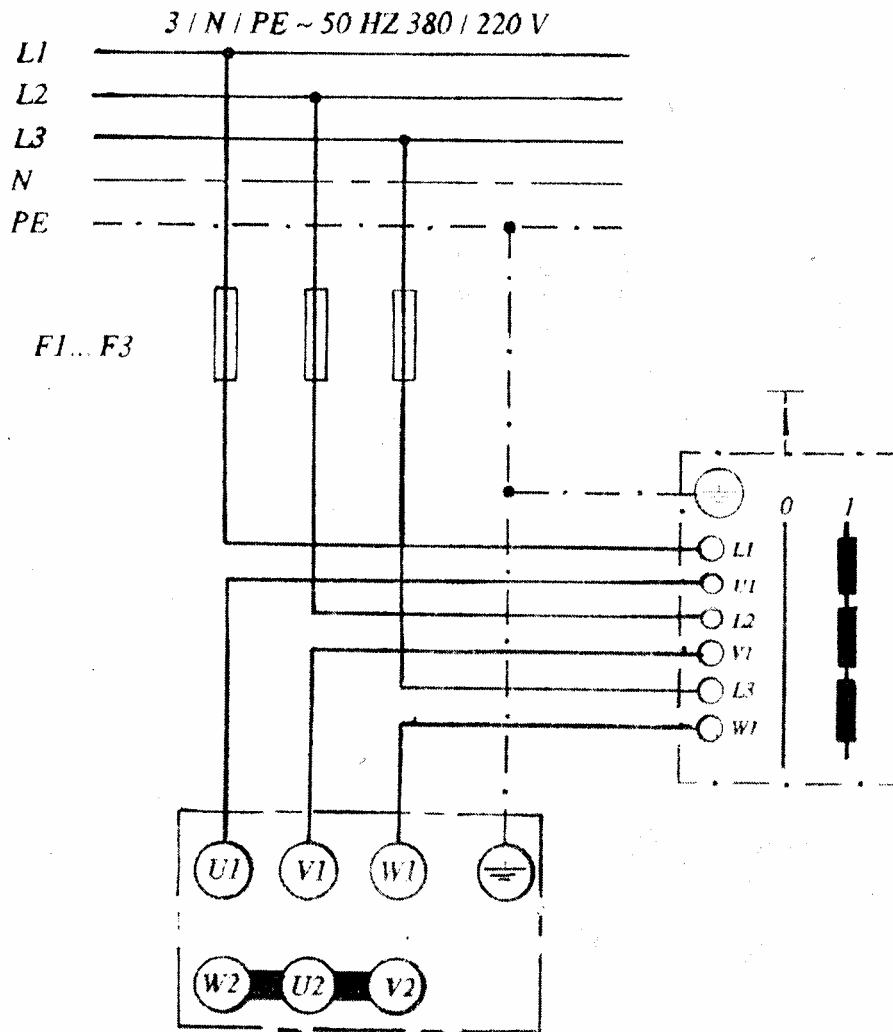 3 / N / PE ~ 50 HZ 380 / 220 V
L1
L2
L3
N
PE
F1... F3
0 1
L1
U1
L2
V1
L3
W1
U1 V1 W1
W2 U2 V2